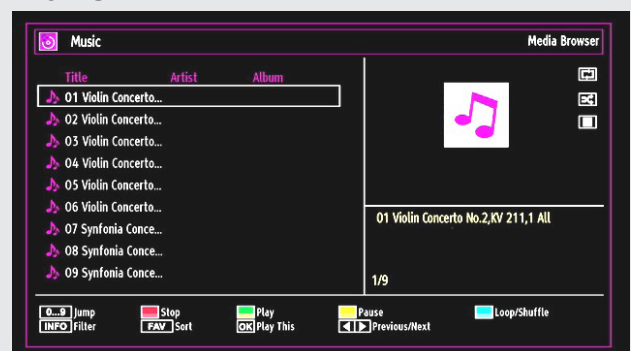 Music
Media Browser
Title Artist Album
01 Violin Concerto...
02 Violin Concerto...
03 Violin Concerto...
04 Violin Concerto...
05 Violin Concerto...
06 Violin Concerto...
07 Synfonia Conce...
08 Synfonia Conce...
09 Synfonia Conce...
01 Violin Concerto No.2,KV 211,1 All
1/9
0...9 Jump Stop Play Pause Loop/Shuffle
INFO Filter FAV Sort OK Play This Previous/Next